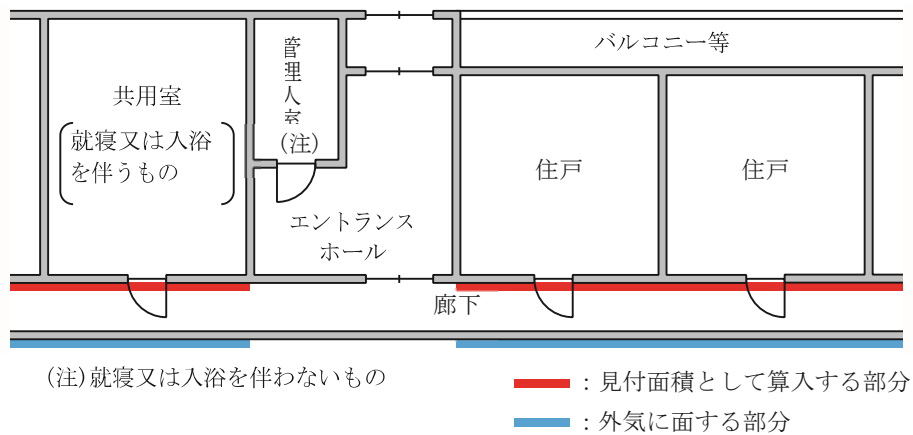 バルコニー等
管理人室
(注)
共用室
就寝又は入浴
を伴うもの
住戸
住戸
エントランス
ホール
廊下
(注)就寝又は入浴を伴わないもの
：見付面積として算入する部分
：外気に面する部分